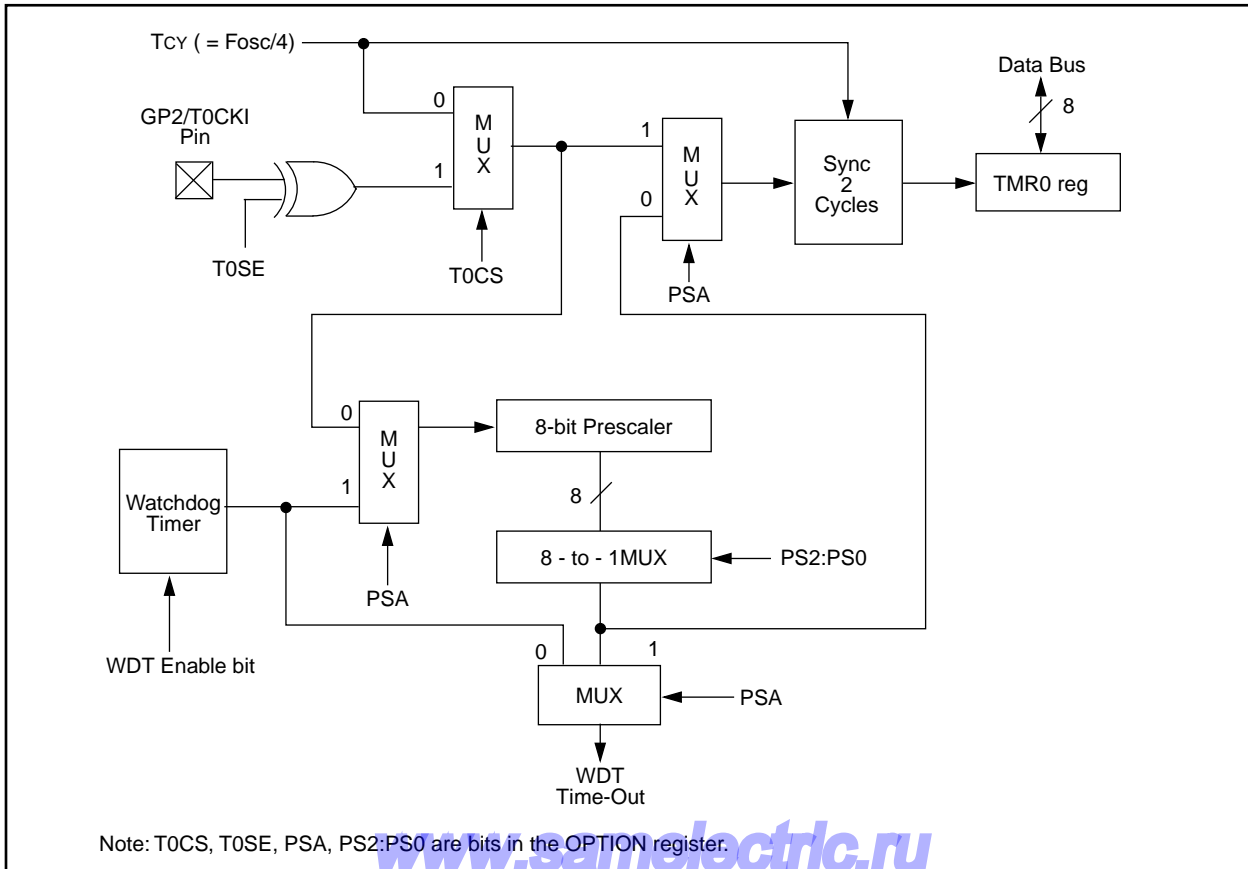 TCY ( = Fosc/4)
Data Bus
8
GP2/T0CKI
Pin
0
M
U
X
1
T0SE
T0CS
1
M
U
X
0
PSA
Sync
2
Cycles
TMR0 reg
0
M
U
X
1
8-bit Prescaler
Watchdog
Timer
8
8 - to - 1MUX
PS2:PS0
PSA
WDT Enable bit
0
1
MUX
PSA
WDT
Time-Out
Note: T0CS, T0SE, PSA, PS2:PS0 are bits in the OPTION register.
www.samelectric.ru